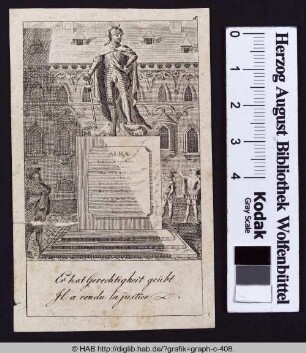 ALBA
Er hat Gerechtigkeit geübt
Il a rendu la justice
0
1
2
3
4
Kodak
Gray Scale
Herzog August Bibliothek Wolfenbüttel
© HAB http://diglib.hab.de/?grafik=graph-c-408